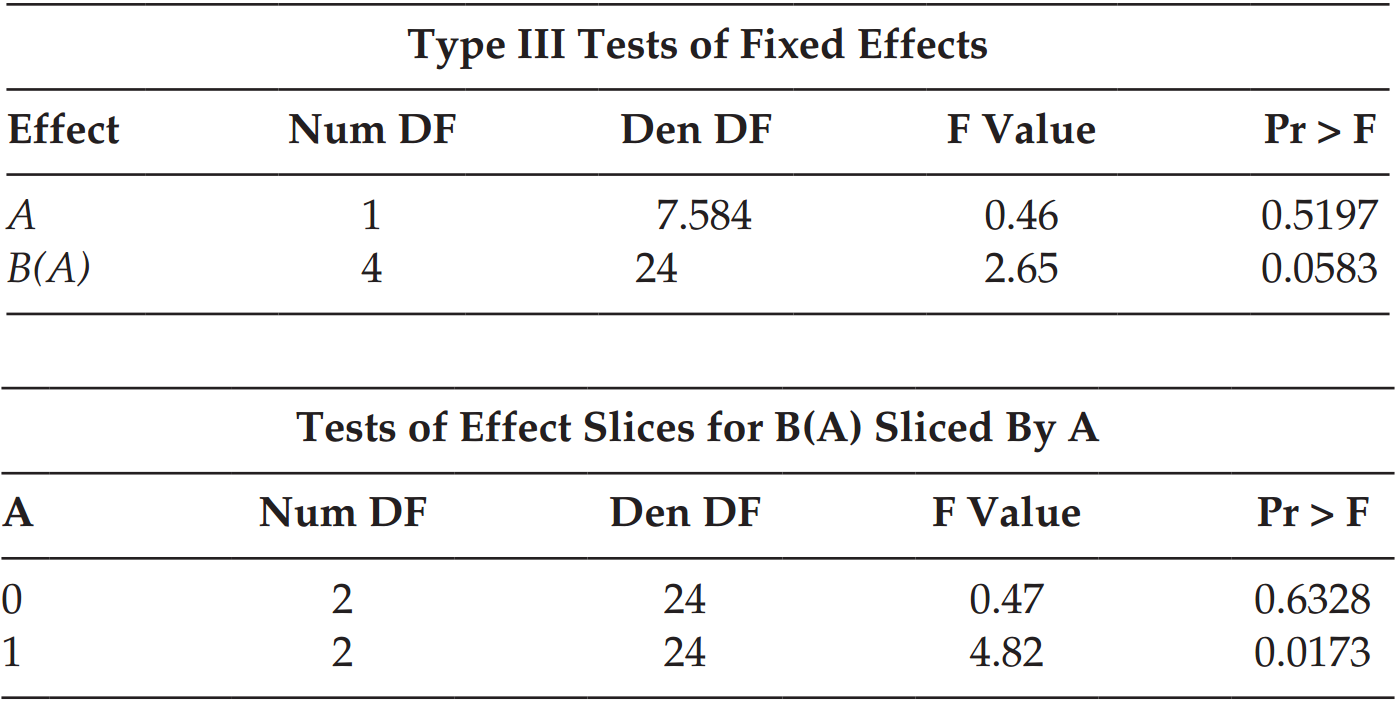 Type III Tests of Fixed Effects
Effect Num DF Den DF F Value Pr > F
A 1 7.584 0.46 0.5197
B(A) 4 24 2.65 0.0583
Tests of Effect Slices for B(A) Sliced By A
A Num DF Den DF F Value Pr > F
0 2 24 0.47 0.6328
1 2 24 4.82 0.0173